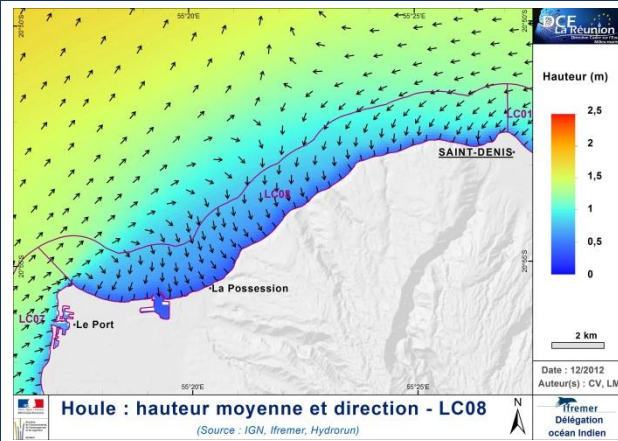 55°20'E
55°25'E
20°50'S
20°50'S
DCE
La Réunion
Hauteur (m)
2,5
2
1,5
1
0,5
0
LC01
SAINT-DENIS
LC08
20°55'S
20°55'S
La Possession
LC07
Le Port
2 km
55°20'E
55°25'E
Date : 12/2012
Auteur(s) : CV, LM
Houle : hauteur moyenne et direction - LC08
(Source : IGN, Ifremer, Hydrorun)
N
Ifremer
Délégation
océan Indien